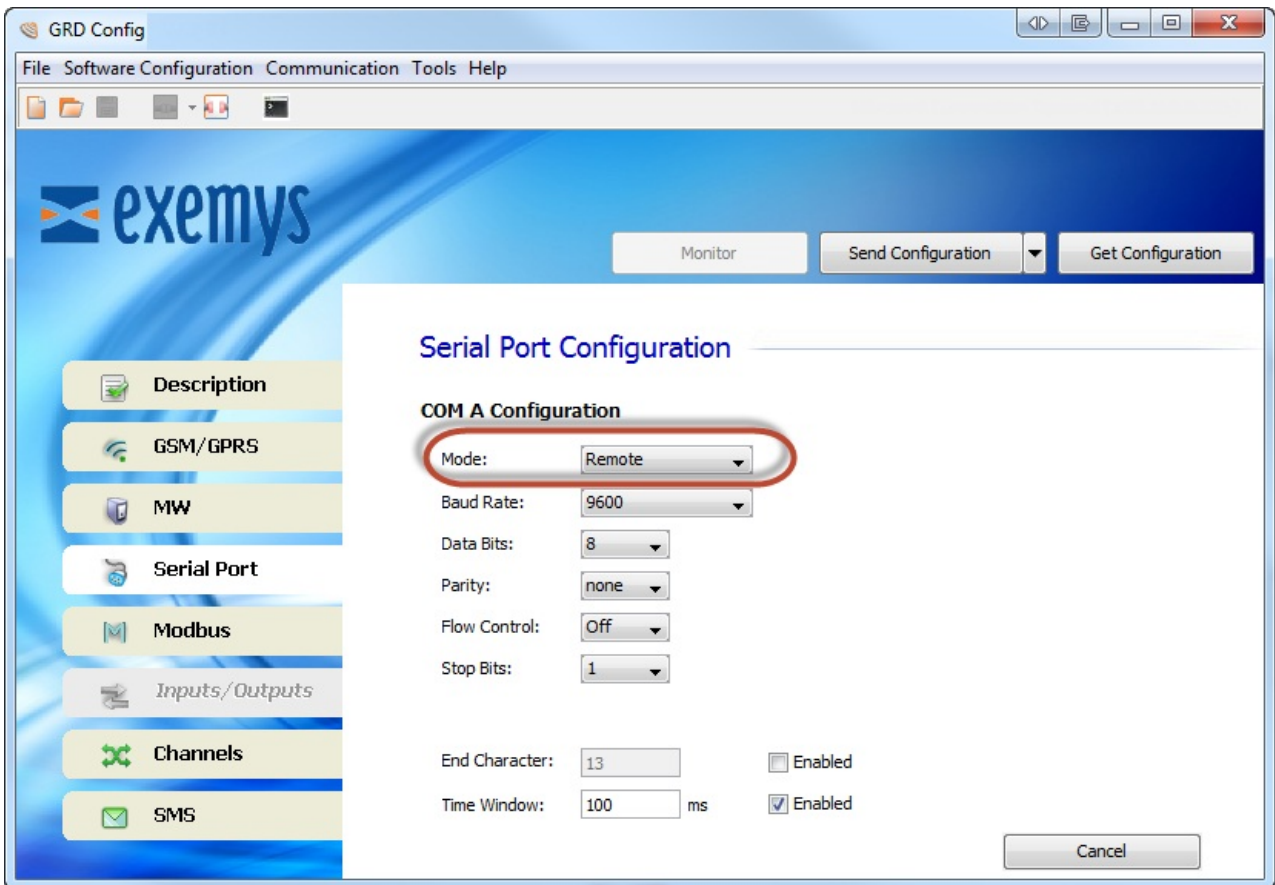 GRD Config
File Software Configuration Communication Tools Help
exemys
Monitor Send Configuration Get Configuration
Serial Port Configuration
Description
COM A Configuration
GSM/GPRS
Mode: Remote
MW
Baud Rate: 9600
Data Bits: 8
Serial Port
Parity: none
Modbus
Flow Control: Off
Stop Bits: 1
Inputs/Outputs
Channels
End Character: 13 Enabled
Time Window: 100 ms Enabled
SMS
Cancel